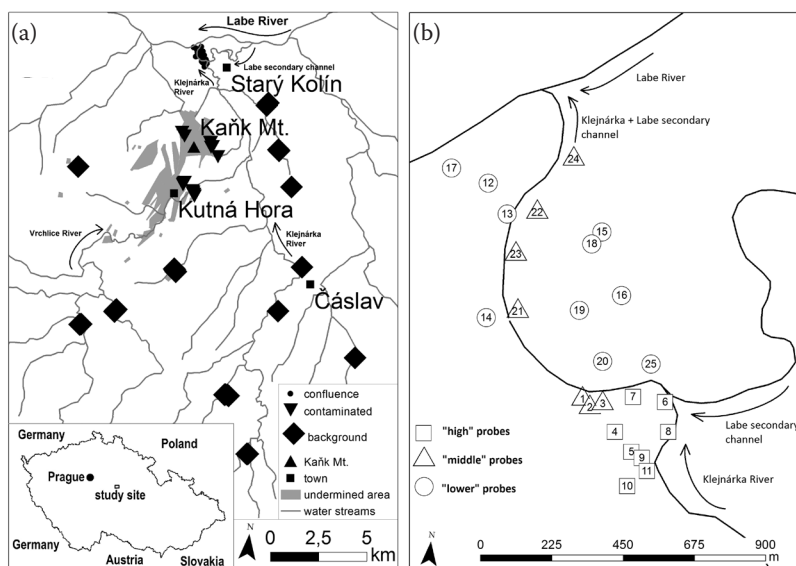 (a)
Labe River
Labe secondary channel
Klejnárka
River
Starý Kolín
Kaňk Mt.
Kutná Hora
Vrchlice River
Klejnárka
River
Čáslav
confluence
contaminated
background
Kaňk Mt.
town
undermined area
water streams
Germany
Poland
Prague
study site
Germany
Austria
Slovakia
N
0 2,5 5
km
(b)
Labe River
Klejnárka + Labe secondary
channel
24
17
12
13
22
15
18
23
16
14
21
19
20
25
1
2
3
7
6
4
8
5
9
11
10
"high" probes
"middle" probes
"lower" probes
Labe secondary
channel
Klejnárka River
N
0 225 450 675 900
m